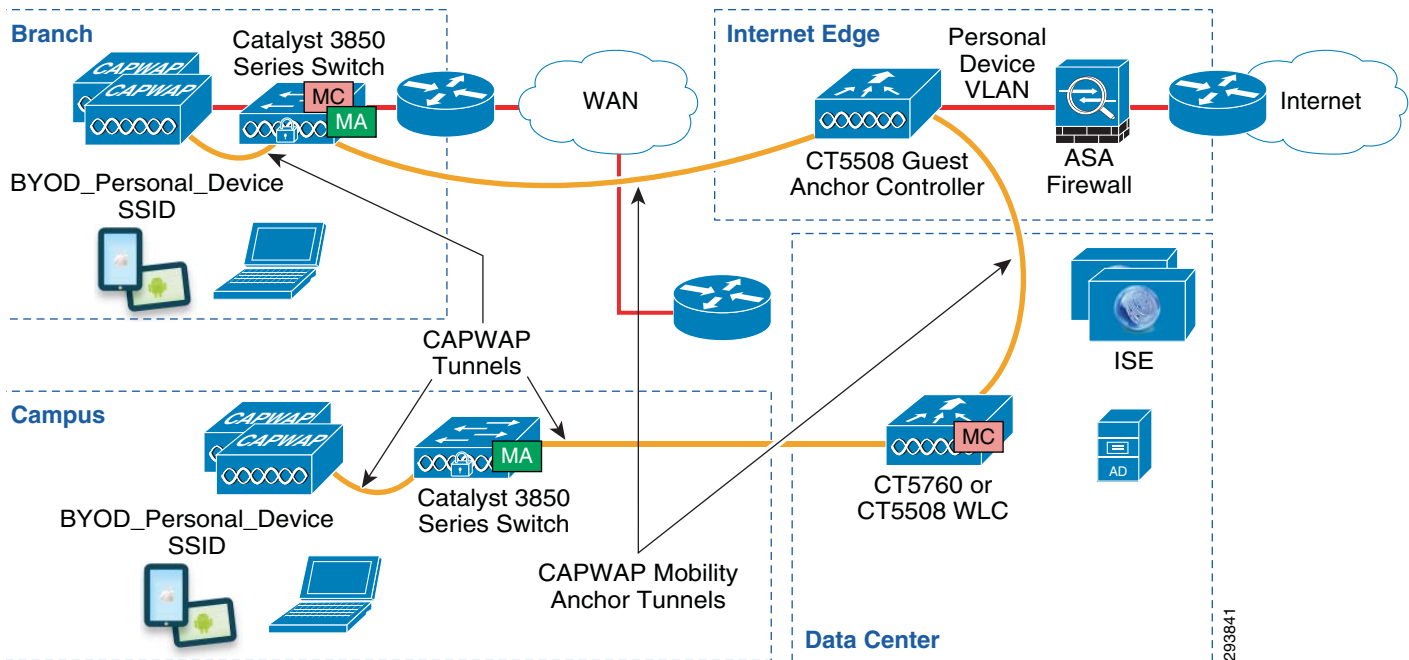 Branch
Catalyst 3850
Series Switch
CAPWAP
CAPWAP
MC
MA
BYOD_Personal_Device
SSID
WAN
Internet Edge
Personal
Device
VLAN
CT5508 Guest
Anchor Controller
ASA
Firewall
Internet
CAPWAP
Tunnels
ISE
AD
MC
CT5760 or
CT5508 WLC
Data Center
Campus
CAPWAP
CAPWAP
MA
Catalyst 3850
Series Switch
BYOD_Personal_Device
SSID
CAPWAP Mobility
Anchor Tunnels
293841